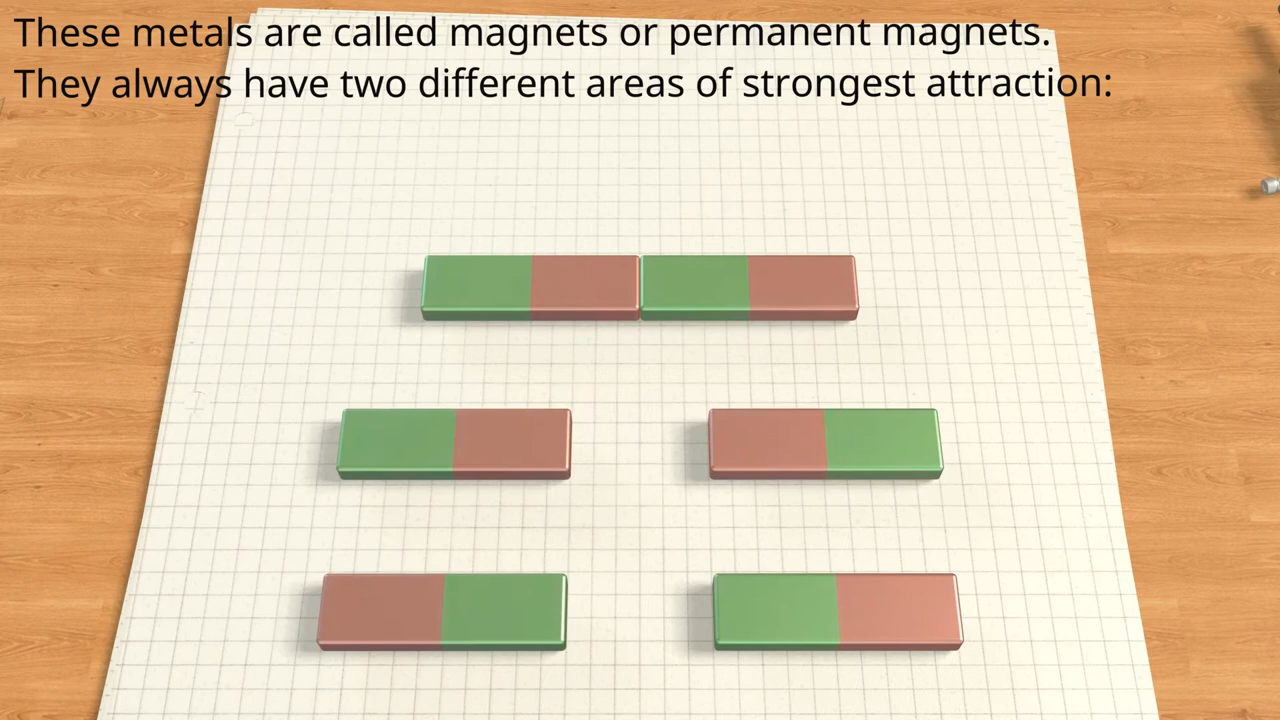 These metals are called magnets or permanent magnets.
They always have two different areas of strongest attraction: